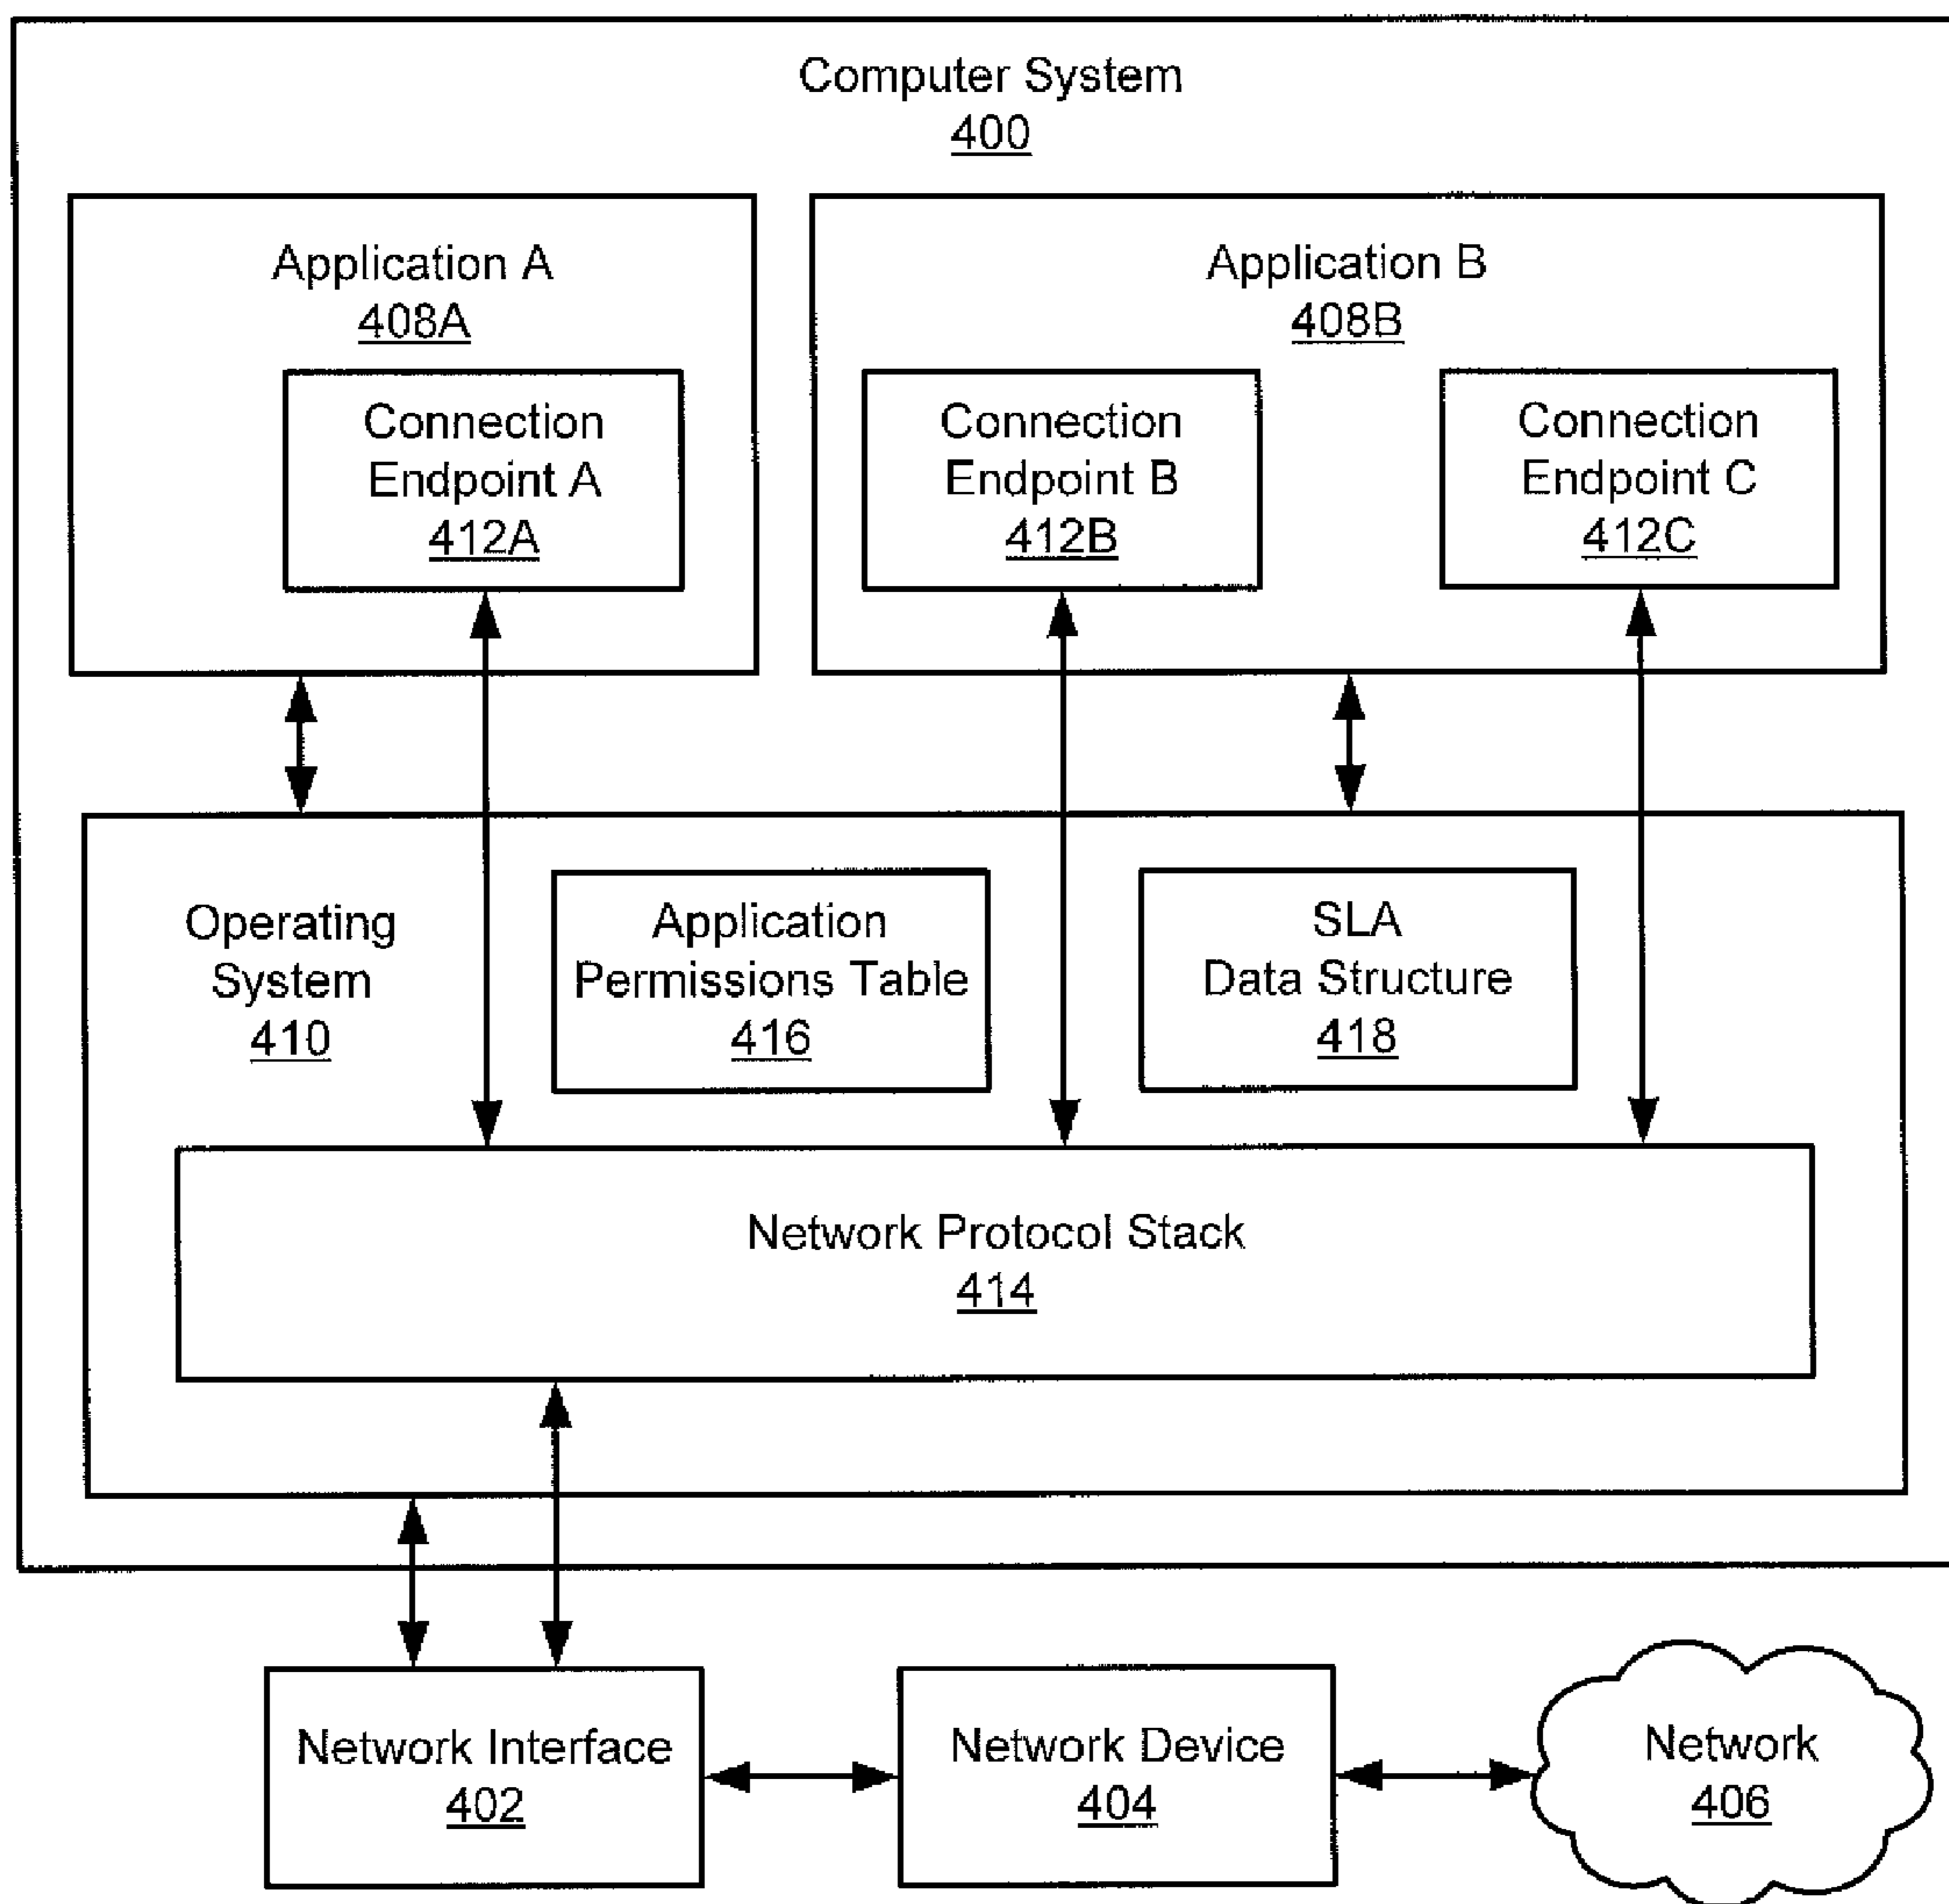 Computer System
400
Application A
408A
Application B
408B
Connection
Endpoint A
412A
Connection
Endpoint B
412B
Connection
Endpoint C
412C
Operating
System
410
Application
Permissions Table
416
SLA
Data Structure
418
Network Protocol Stack
414
Network Interface
402
Network Device
404
Network
406